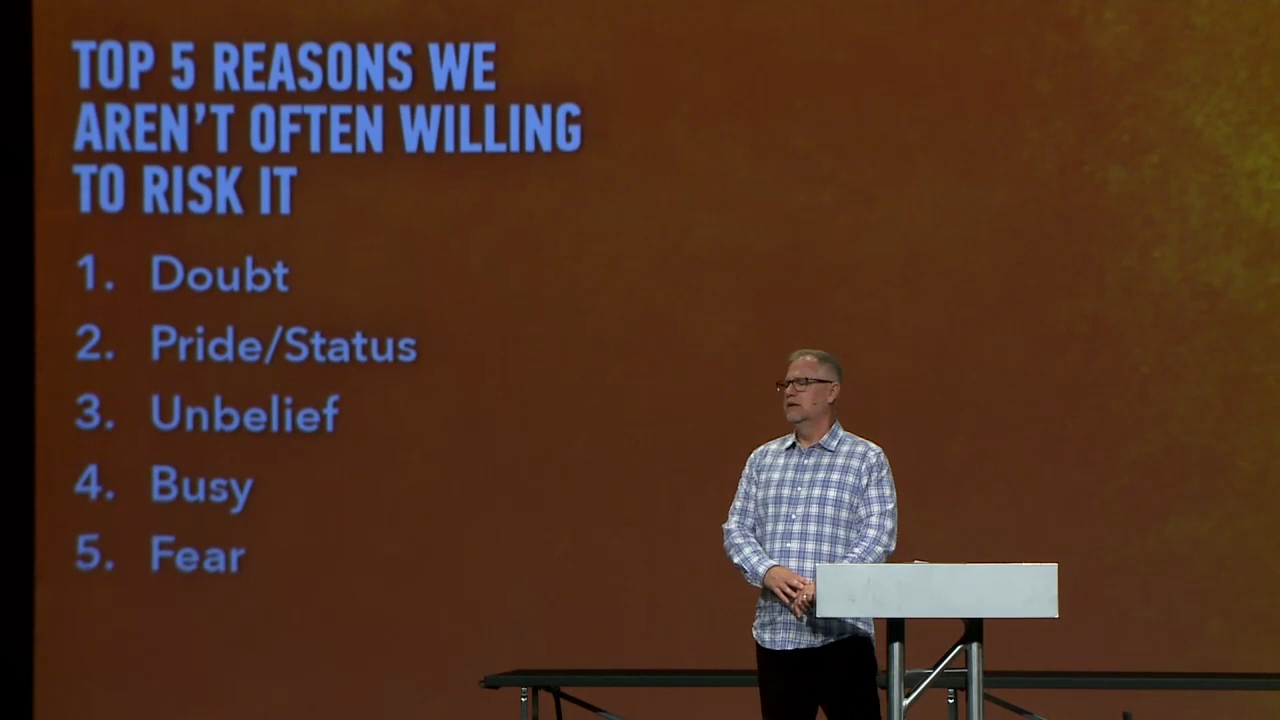 TOP 5 REASONS WE
AREN'T OFTEN WILLING
TO RISK IT
1. Doubt
2. Pride/Status
3. Unbelief
4. Busy
5. Fear